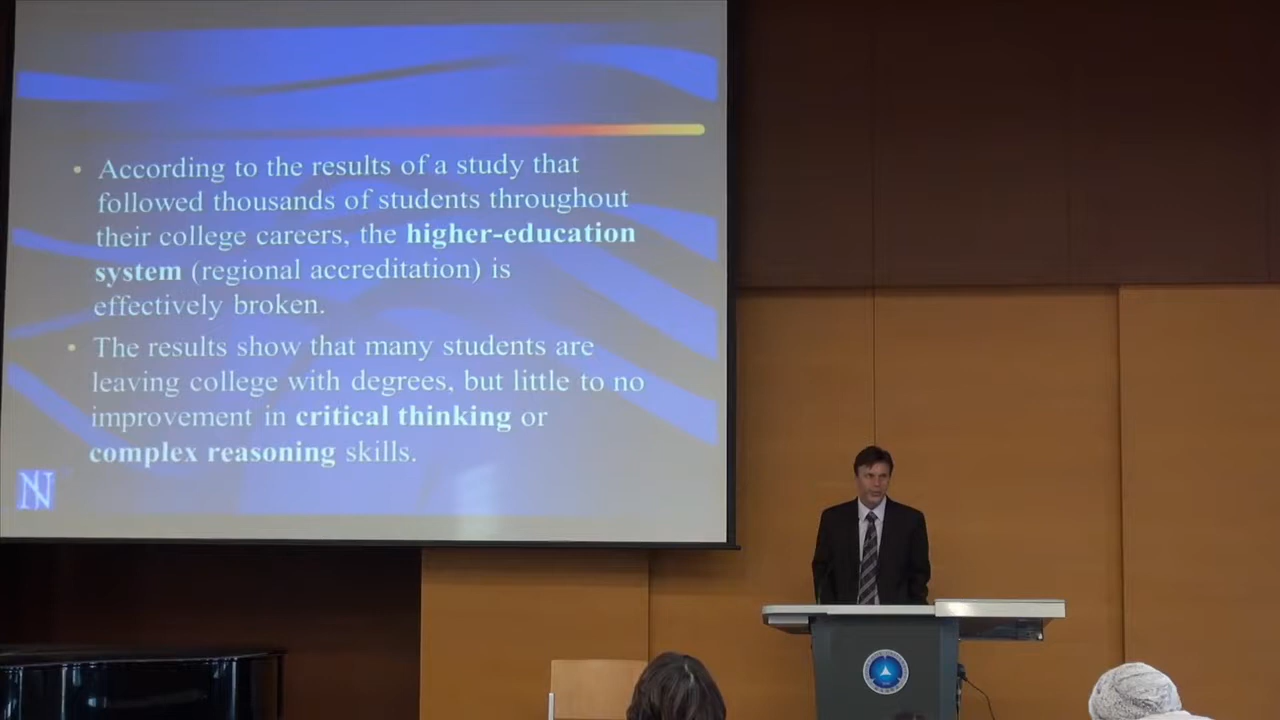 • According to the results of a study that
followed thousands of students throughout
their college careers, the higher-education
system (regional accreditation) is
effectively broken.
• The results show that many students are
leaving college with degrees, but little to no
improvement in critical thinking or
complex reasoning skills.